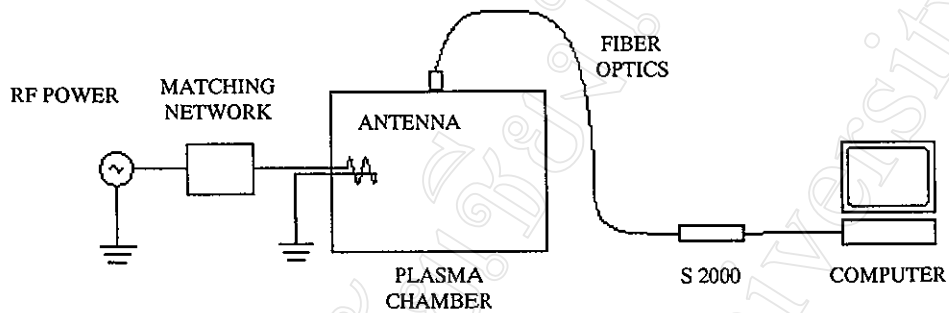 FIBER
OPTICS
RF POWER
MATCHING
NETWORK
ANTENNA
PLASMA
CHAMBER
S 2000
COMPUTER